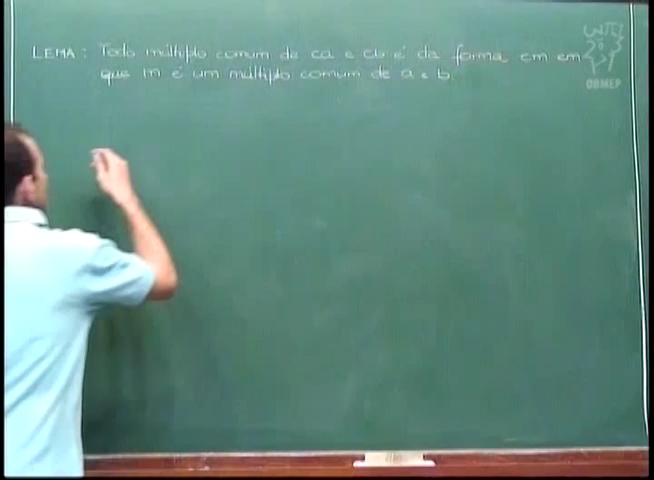 LEMA: Todo múltiplo comum de ca e cb é da forma cm em
que m é um múltiplo comum de a e b.
OBMEP